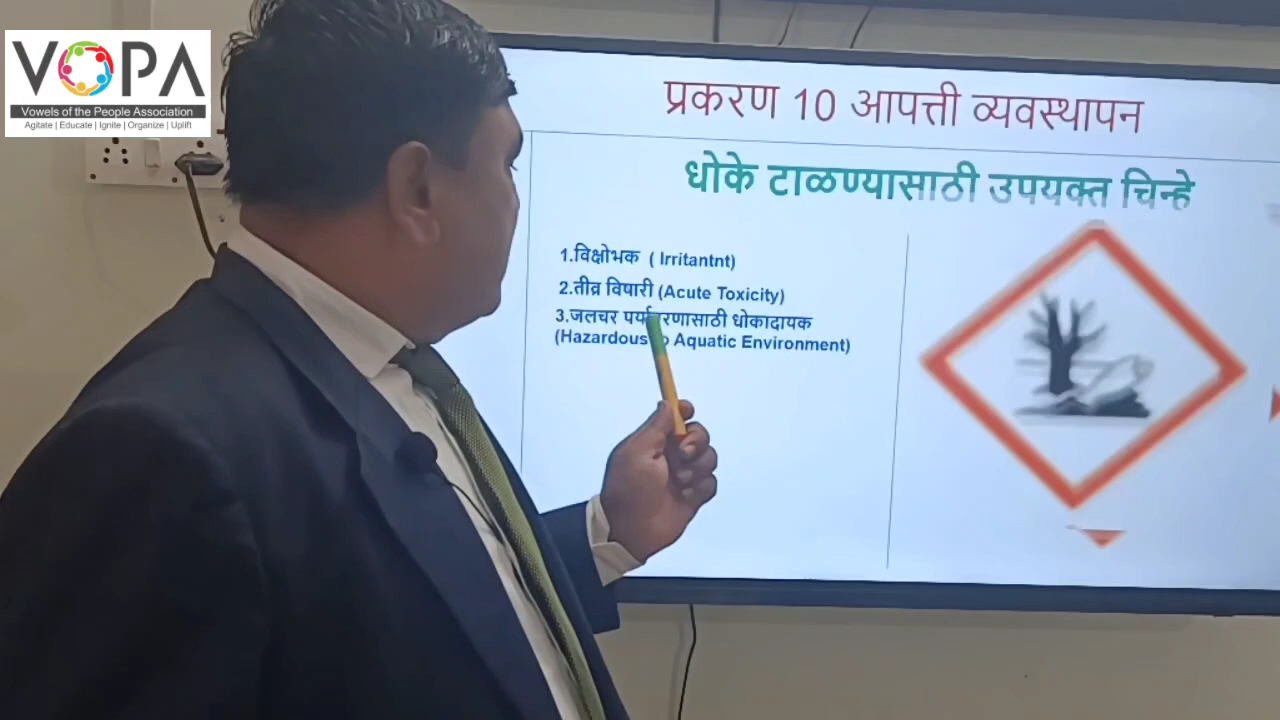 VOPA
Vowels of the People Association
Agitate | Educate | Ignite | Organize | Uplift
प्रकरण 10 आपत्ती व्यवस्थापन
धोके टाळण्यासाठी उपयक्त चिन्हे
1.विक्षोभक ( Irritantnt)
2.तीव्र विषारी (Acute Toxicity)
3.जलचर धोकादायक
(Hazardous Aquatic Environment)